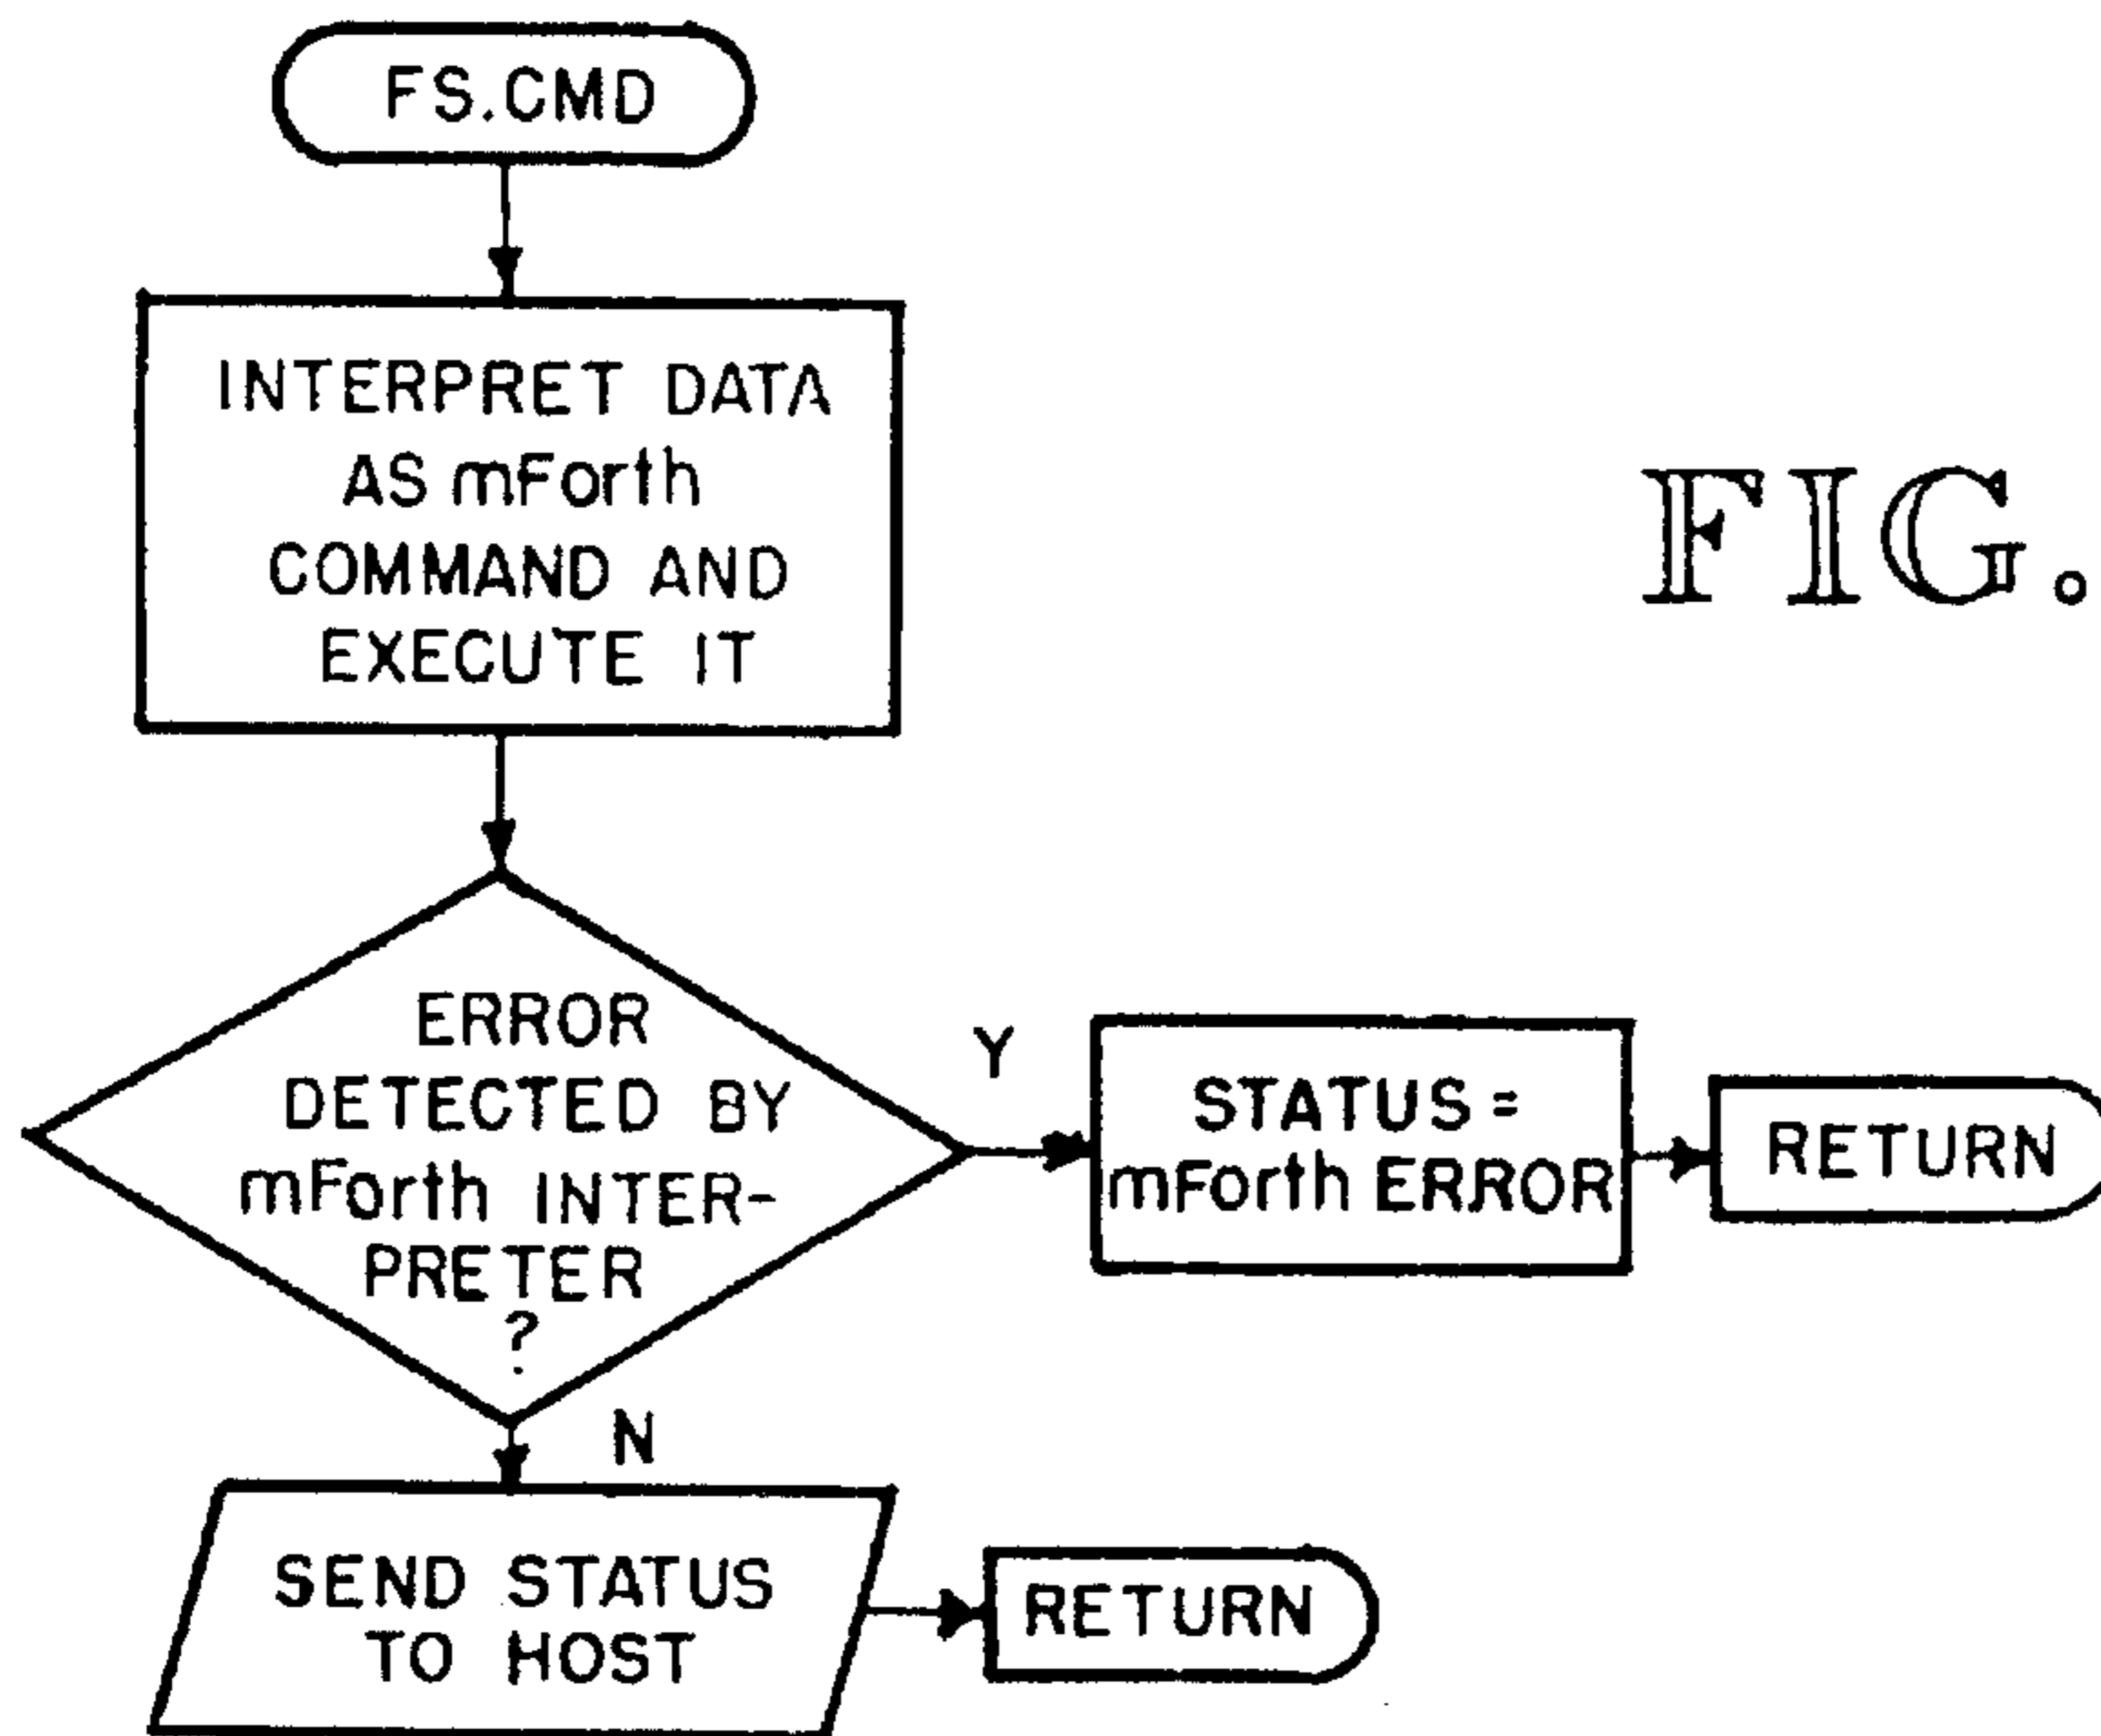 FS.CMD
INTERPRET DATA
AS mForth
COMMAND AND
EXECUTE IT
FIG.
ERROR
DETECTED BY
mForth INTER-
PRETER
?
Y
STATUS=
mForth ERROR
RETURN
N
SEND STATUS
TO HOST
RETURN